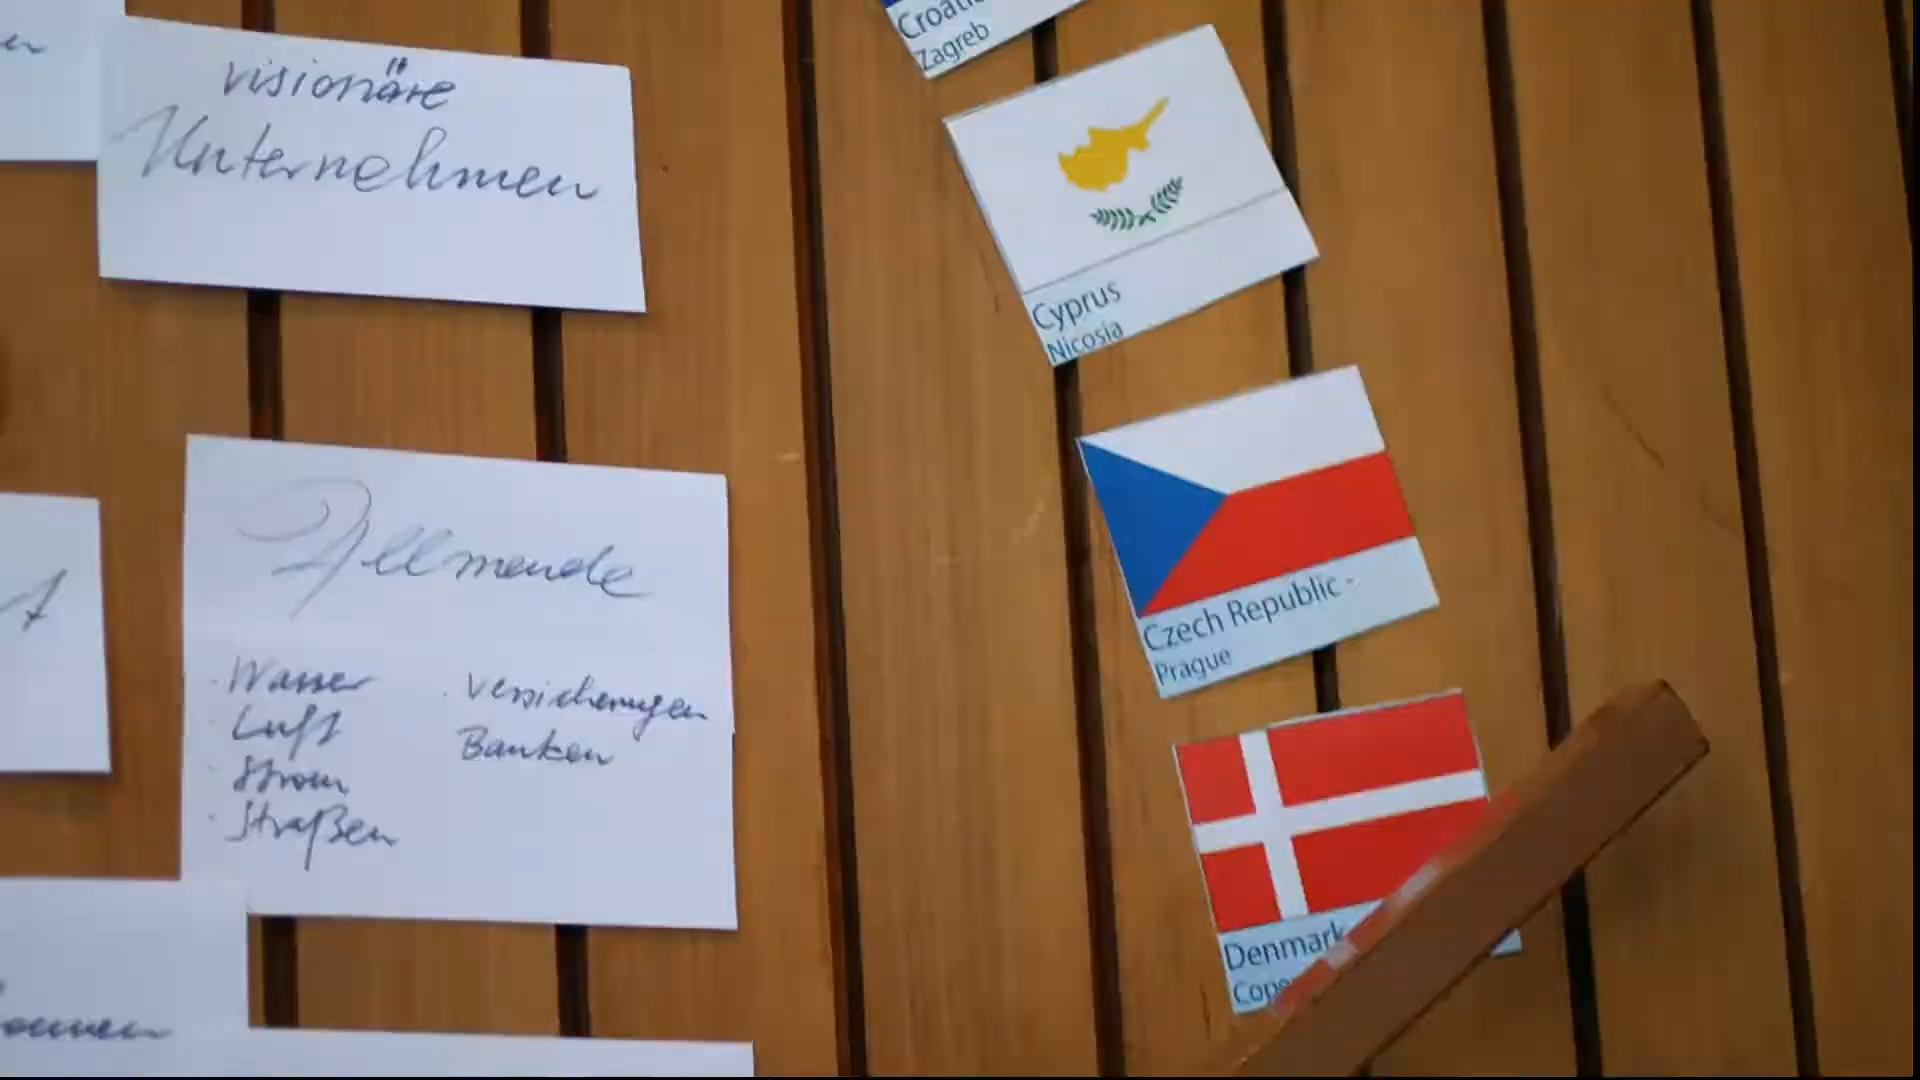 visionäre
Unternehmen
Allmende
Wasser
Luft
Strom
Straßen
Versicherungen
Banken
Zagreb
Cyprus
Nicosia
Czech Republic -
Prague
Denmark